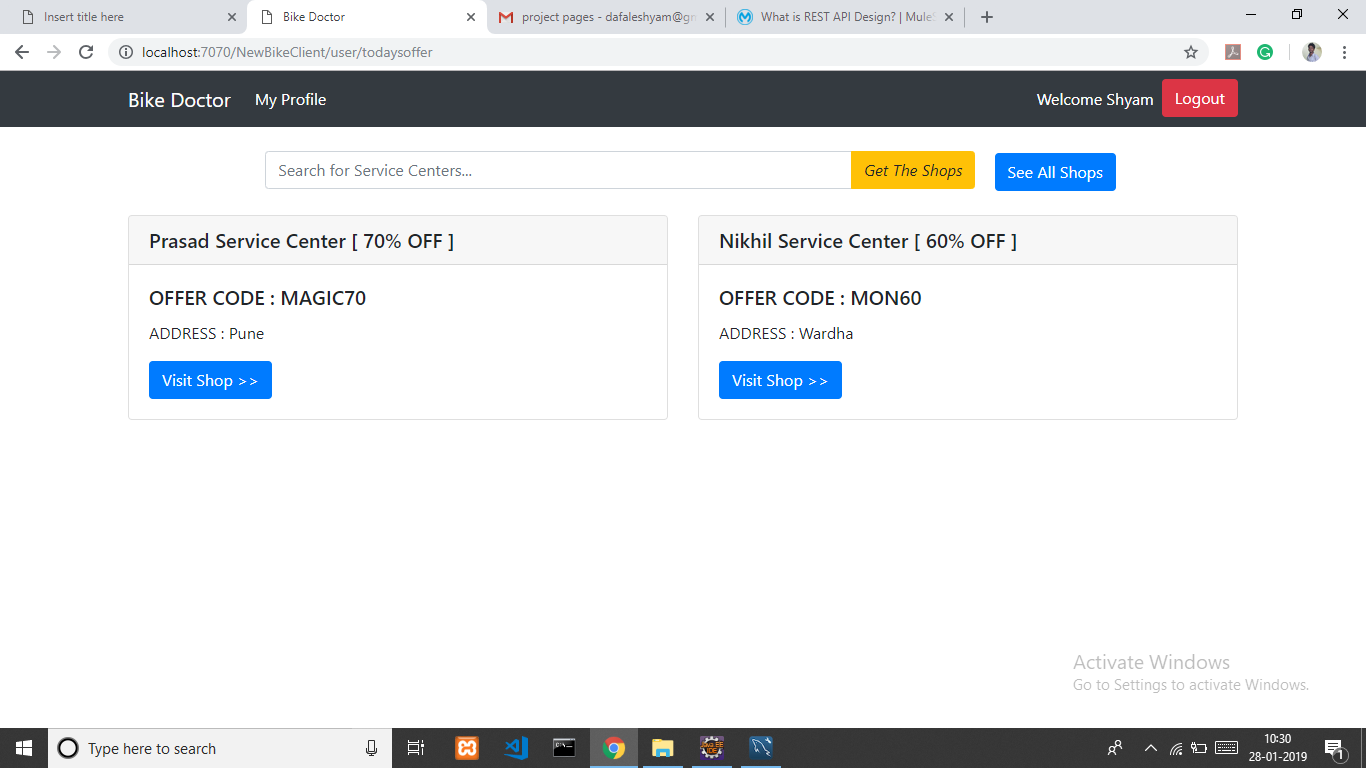 Insert title here
Bike Doctor
project pages - dafaleshyam@gm
What is REST API Design? | MuleS
localhost:7070/NewBikeClient/user/todaysoffer
Bike Doctor
My Profile
Welcome Shyam
Logout
Search for Service Centers...
Get The Shops
See All Shops
Prasad Service Center [ 70% OFF ]
OFFER CODE : MAGIC70
ADDRESS : Pune
Visit Shop >>
Nikhil Service Center [ 60% OFF ]
OFFER CODE : MON60
ADDRESS : Wardha
Visit Shop >>
Activate Windows
Go to Settings to activate Windows.
Type here to search
10:30
28-01-2019
1